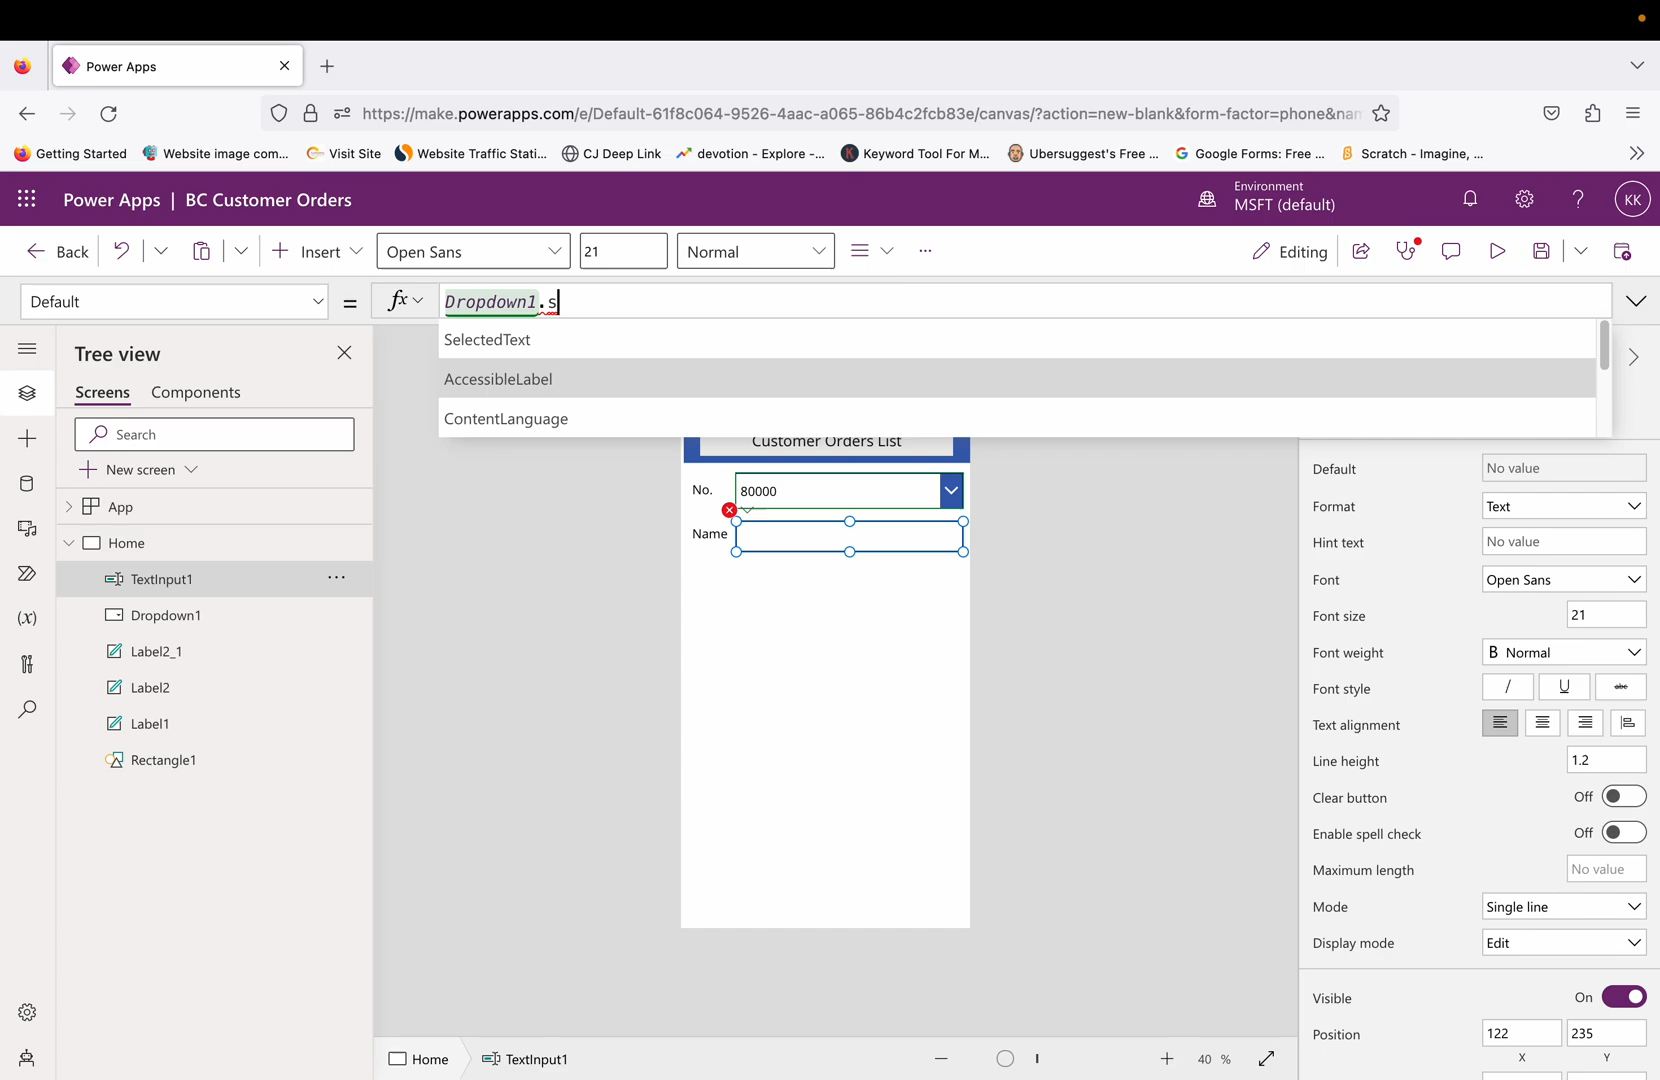 Power Apps
https://make.powerapps.com/e/Default-61f8c064-9526-4aac-a065-86b4c2fcb83e/canvas/?action=new-blank&form-factor=phone&nam
Getting Started
Website image com...
Visit Site
Website Traffic Stati...
CJ Deep Link
devotion - Explore -...
Keyword Tool For M...
Ubersuggest's Free ...
Google Forms: Free ...
Scratch - Imagine, ...
Power Apps | BC Customer Orders
Environment
MSFT (default)
KK
Back
Insert
Open Sans
21
Normal
Editing
Default
=
fx
Dropdown1.s
SelectedText
AccessibleLabel
ContentLanguage
Tree view
Screens
Components
Search
New screen
App
Home
TextInput1
Dropdown1
Label2_1
Label2
Label1
Rectangle1
Customer Orders List
No.
80000
Name
Default
No value
Format
Text
Hint text
No value
Font
Open Sans
Font size
21
Font weight
B Normal
Font style
/
U
abc
Text alignment
Line height
1.2
Clear button
Off
Enable spell check
Off
Maximum length
No value
Mode
Single line
Display mode
Edit
Visible
On
Position
122
235
X
Y
Home
TextInput1
40 %